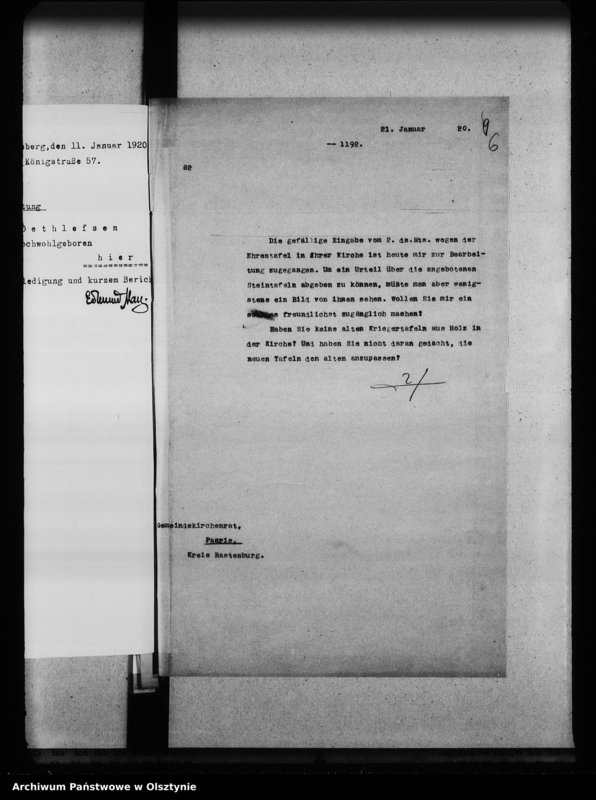 berg,den 11. Januar 1920
Königstraße 57.
tung
e t h l e f s e n
chwohlgeboren
h i e r
ledigung und kurzem Berich
Edmund May.
21. Januar 20.
6
-- 1192.
82
Die gefällige Eingabe vom 2. ds.Mts. wegen der
Ehrentafel in Ihrer Kirche ist heute mir zur Bearbei-
tung zugegangen. Um ein Urteil über die angebotenen
Steintafeln abgeben zu können, müßte man aber wenig-
stens ein Bild von ihnen sehen. Wollen Sie mir ein
freundlichst zugänglich machen?
Haben Sie keine alten Kriegertafeln aus Holz in
der Kirche? Und haben Sie nicht daran gedacht, die
neuen Tafeln den alten anzupassen?
Gemeindekirchenrat,
Paaris.
Kreis Rastenburg.
Archiwum Państwowe w Olsztynie